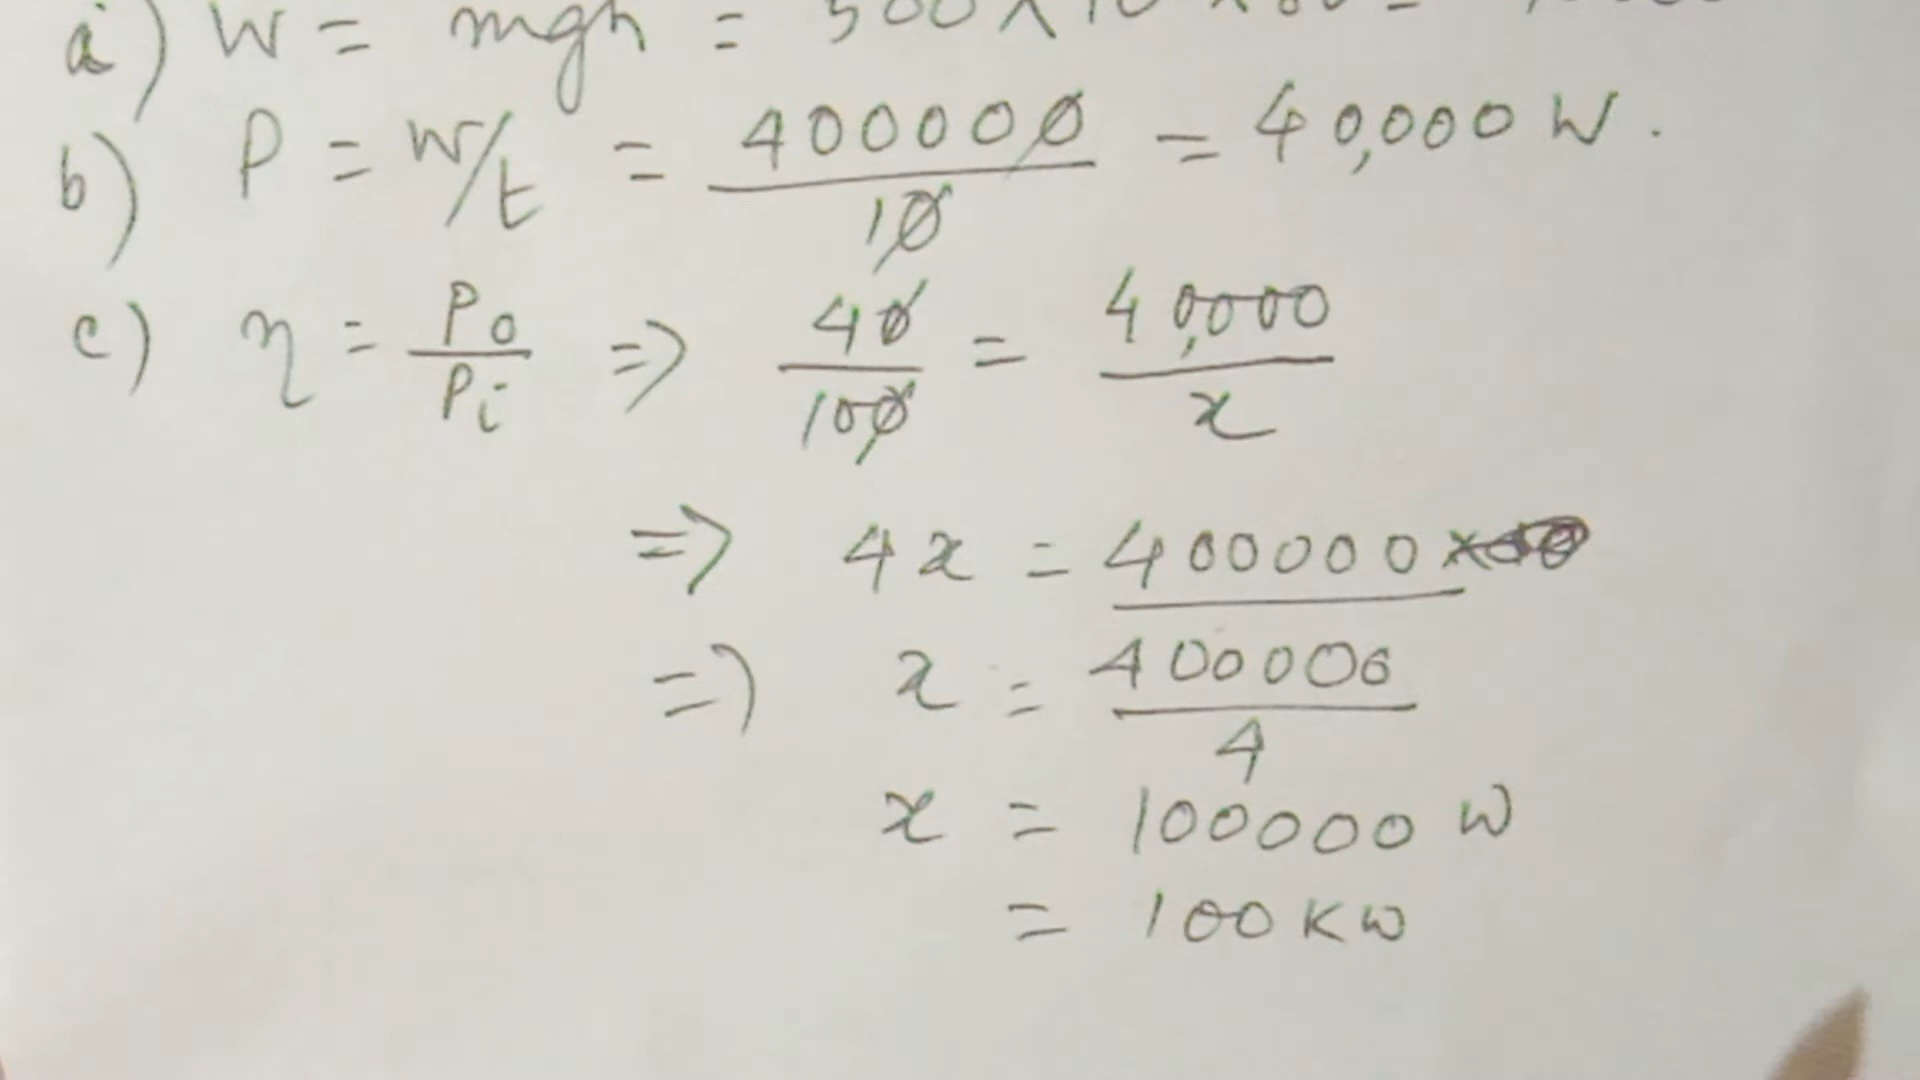 a) W = mgh = 500 × 10 × 80 =
b) P = W/t = 400000/10 = 40,000 W.
c) η = Po/Pi => 40/100 = 40,000/x
=> 4x = 400000
=> x = 400000/4
x = 100000 W
= 100 KW